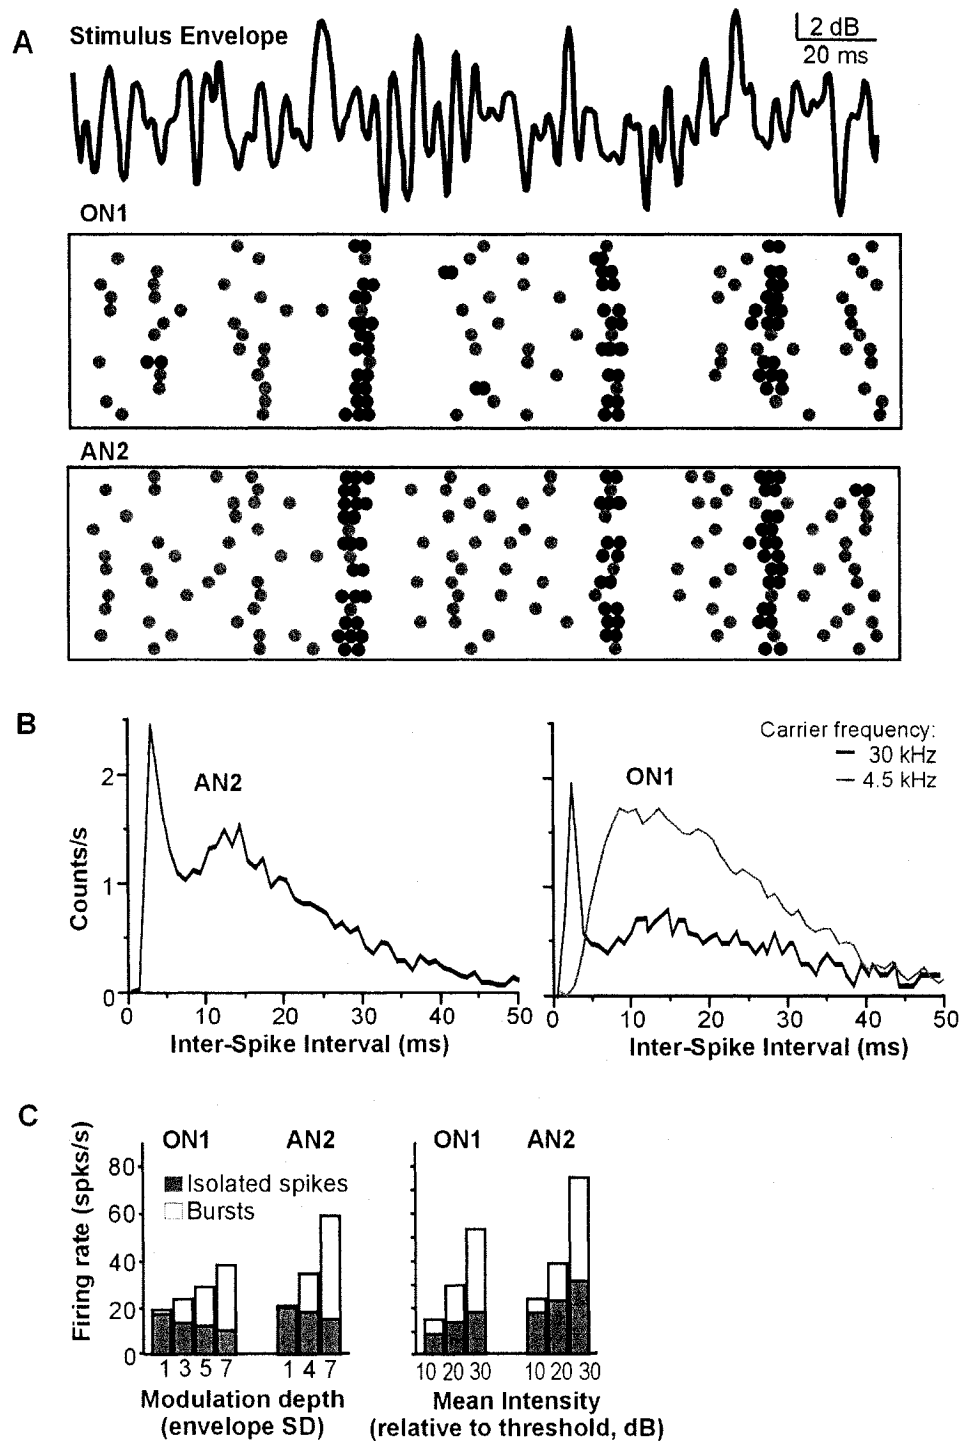 A
Stimulus Envelope
2 dB
20 ms
ON1
AN2
B
Carrier frequency:
30 kHz
4.5 kHz
AN2
ON1
Counts/s
2
1
0
0 10 20 30 40 50
Inter-Spike Interval (ms)
0 10 20 30 40 50
Inter-Spike Interval (ms)
C
Firing rate (spks/s)
ON1 AN2
ON1 AN2
Isolated spikes
Bursts
80
60
40
20
0
1 3 5 7 1 4 7
Modulation depth
(envelope SD)
10 20 30 10 20 30
Mean Intensity
(relative to threshold, dB)